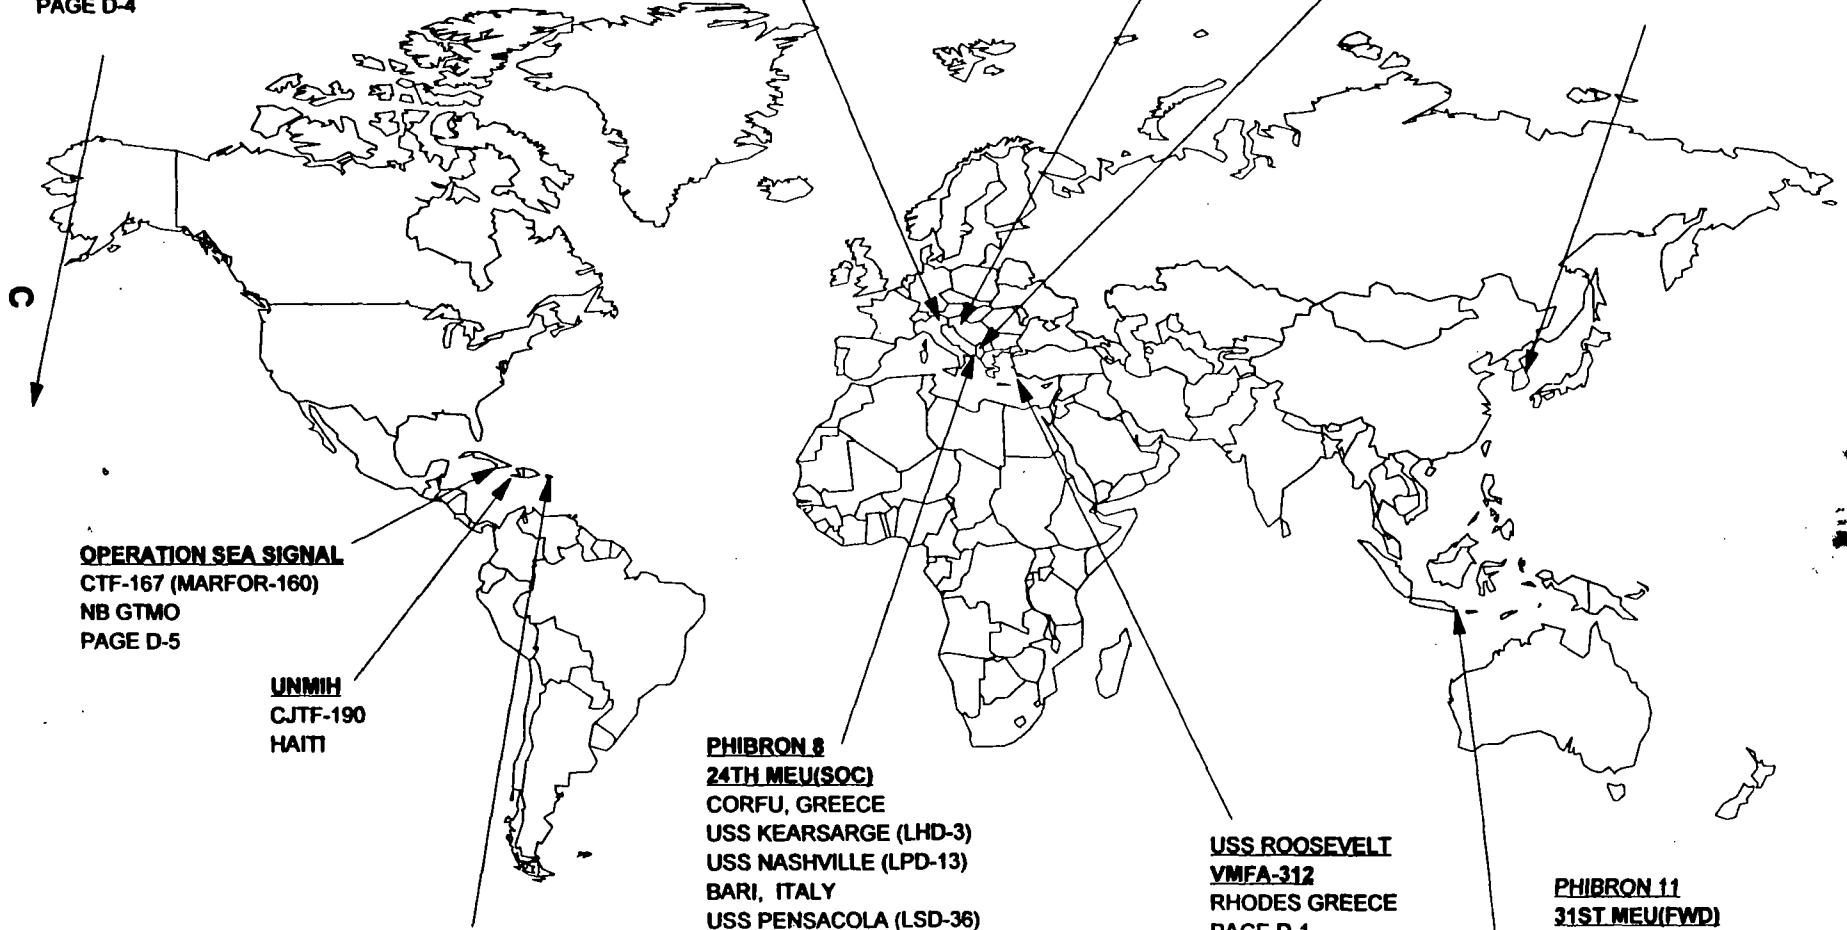 PAGE D-4
C
OPERATION SEA SIGNAL
CTF-167 (MARFOR-160)
NB GTMO
PAGE D-5
UNMIH
CJTF-190
HAITI
PHIBRON 8
24TH MEU(SOC)
CORFU, GREECE
USS KEARSARGE (LHD-3)
USS NASHVILLE (LPD-13)
BARI, ITALY
USS PENSACOLA (LSD-36)
USS ROOSEVELT
VMFA-312
RHODES GREECE
PAGE D-1
PHIBRON 11
31ST MEU(FWD)